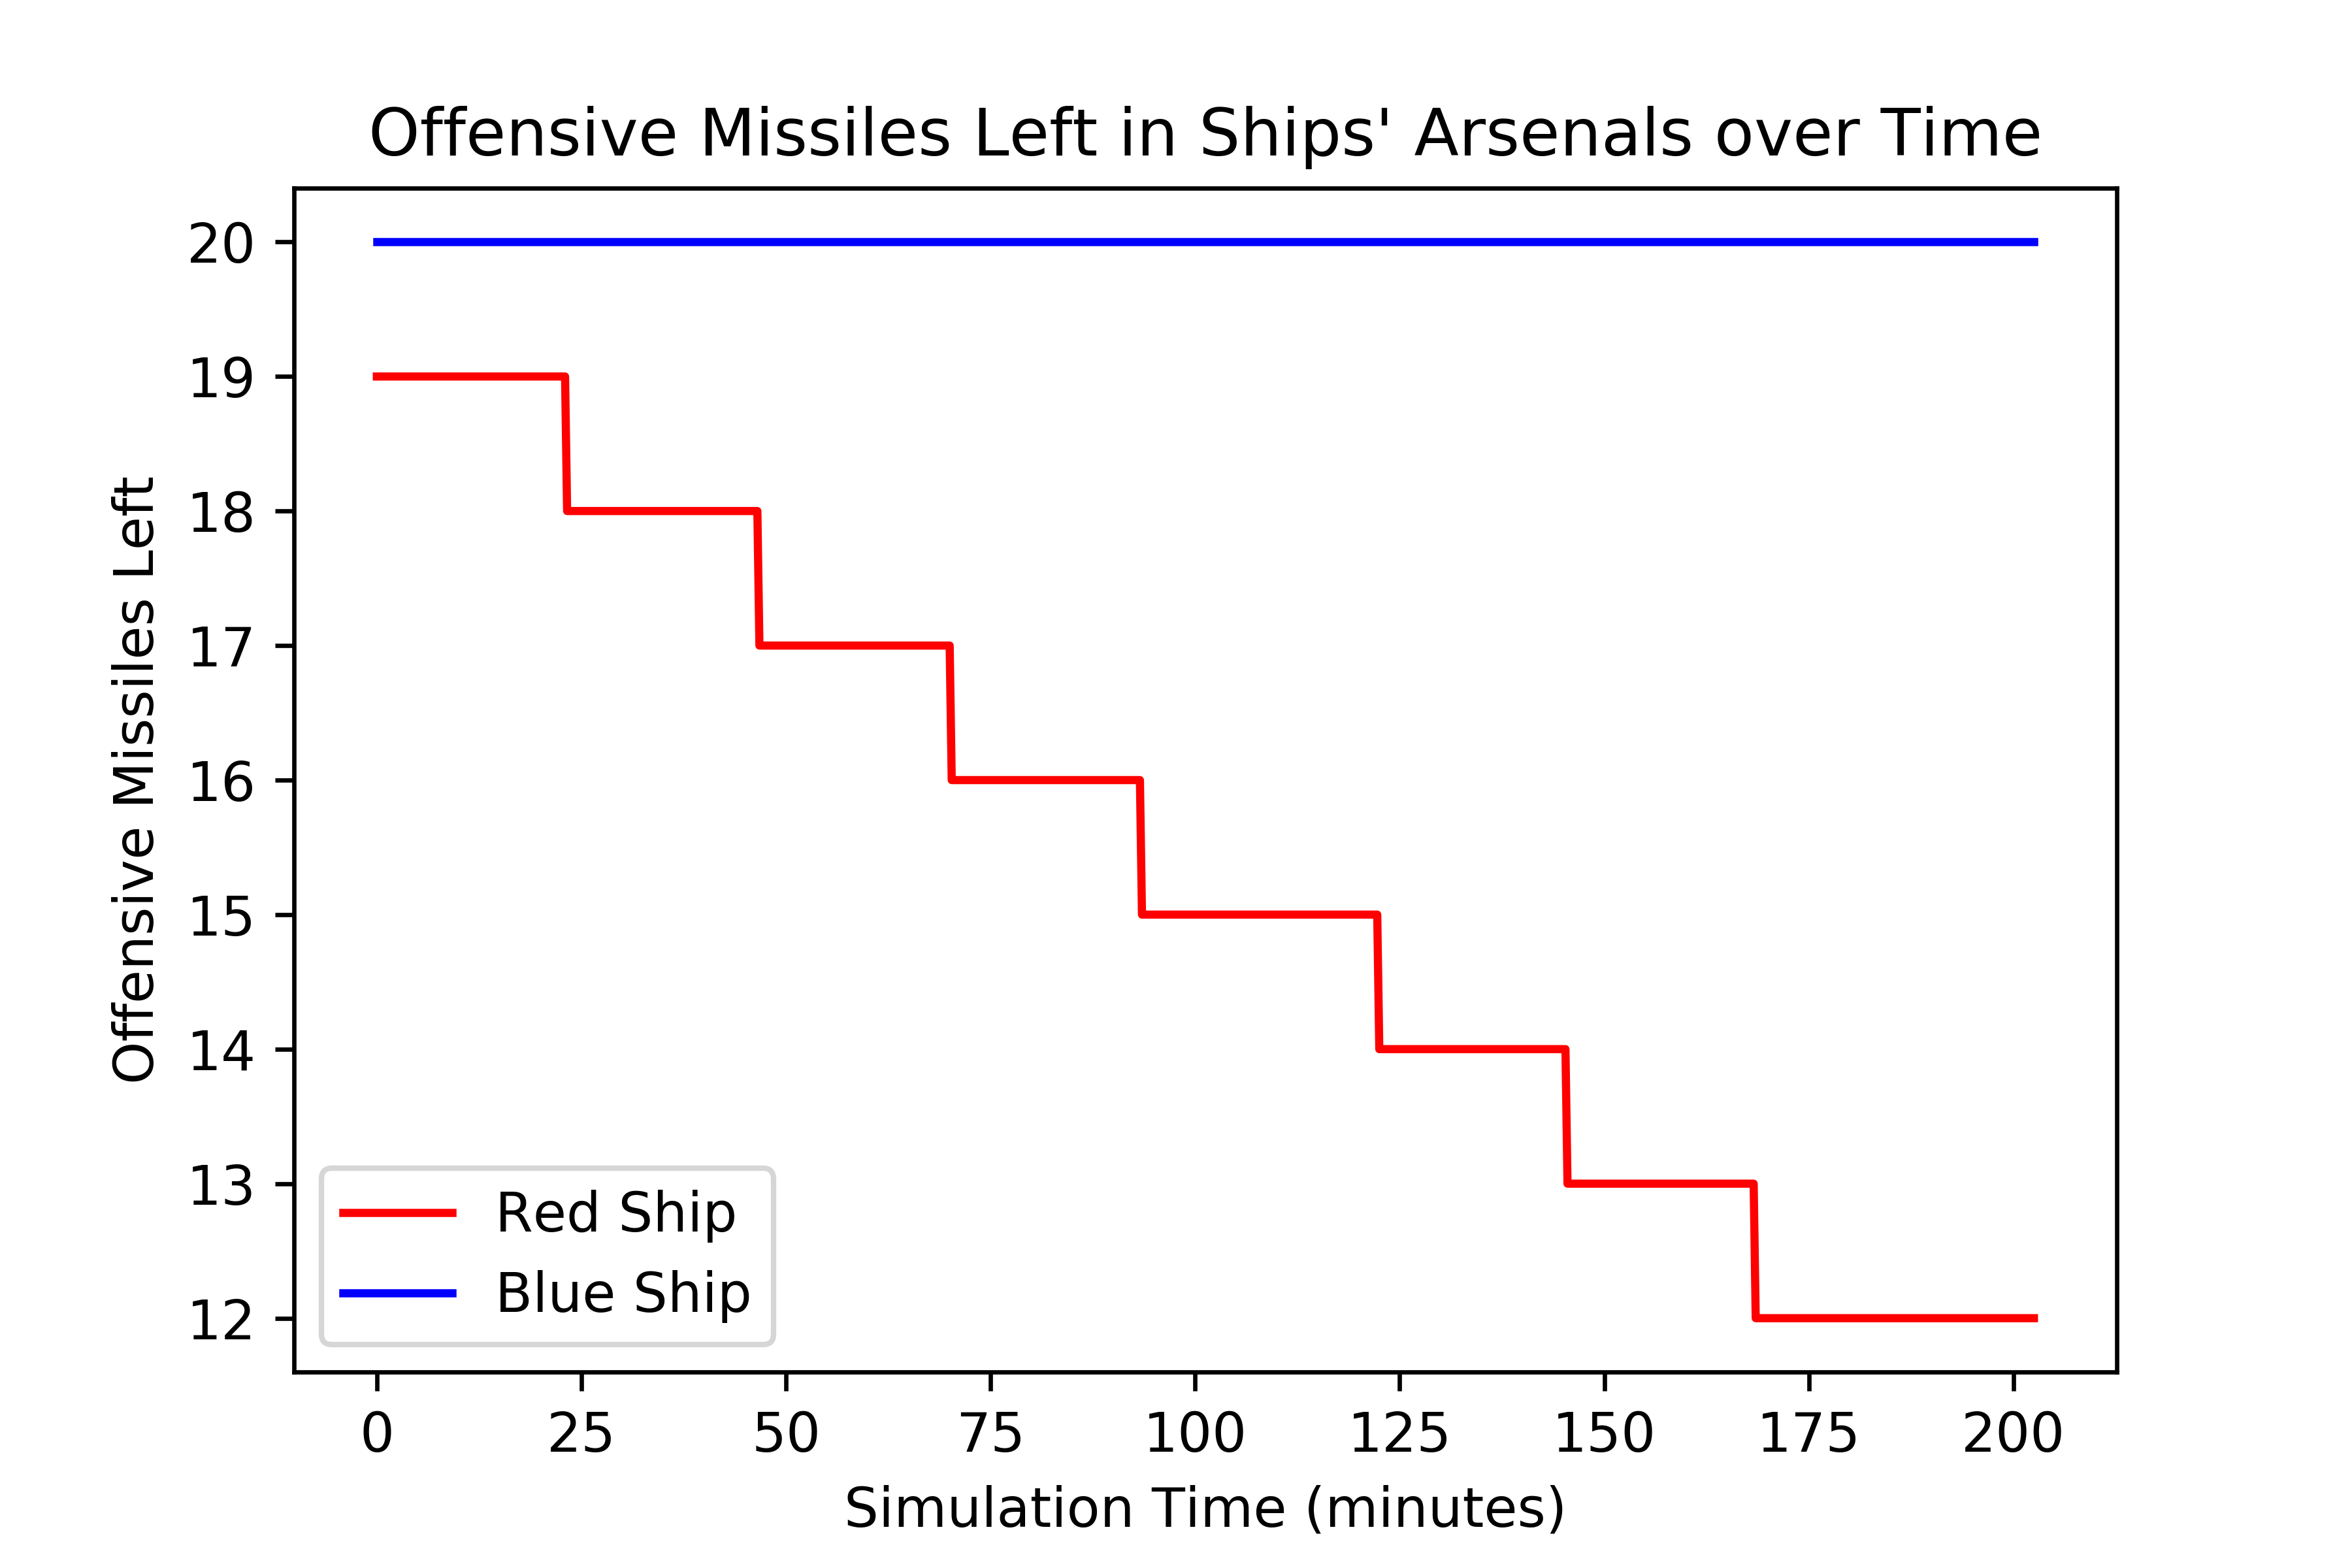 Offensive Missiles Left in Ships' Arsenals over Time
Offensive Missiles Left
20
19
18
17
16
15
14
13
12
Red Ship
Blue Ship
0 25 50 75 100 125 150 175 200
Simulation Time (minutes)